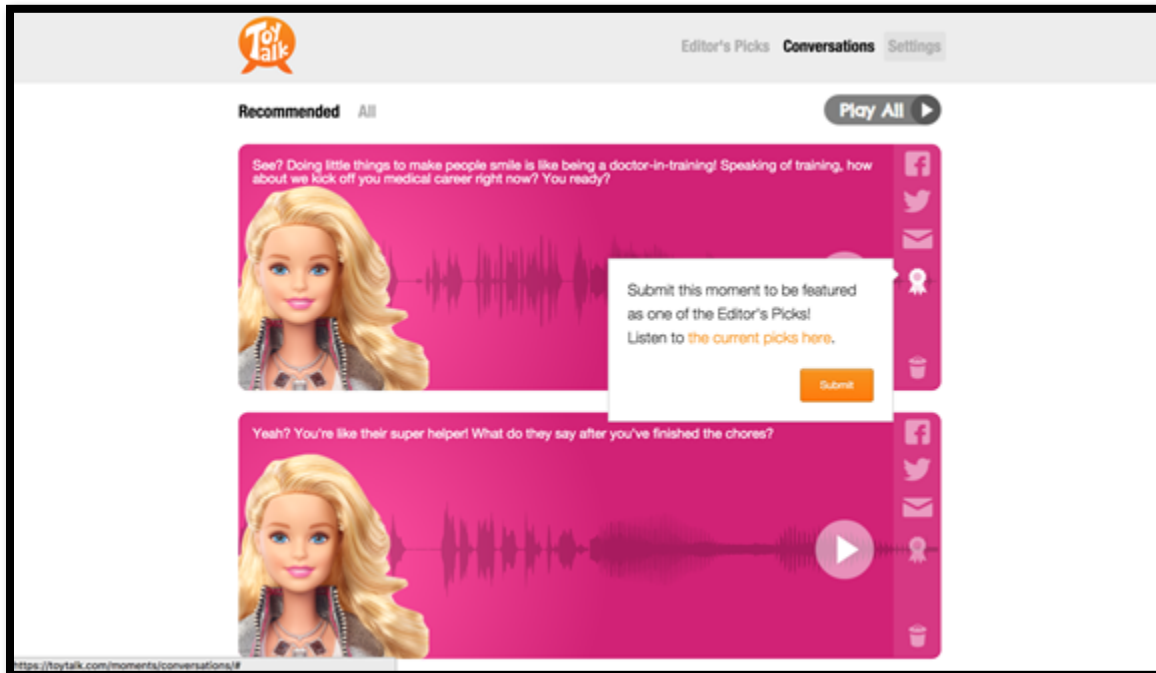 Toy Talk
Editor's Picks Conversations Settings
Recommended All
Play All
See? Doing little things to make people smile is like being a doctor-in-training! Speaking of training, how
about we kick off you medical career right now? You ready?
Submit this moment to be featured
as one of the Editor's Picks!
Listen to the current picks here.
Submit
Yeah? You're like their super helper! What do they say after you've finished the chores?
https://toytalk.com/moments/conversations/#